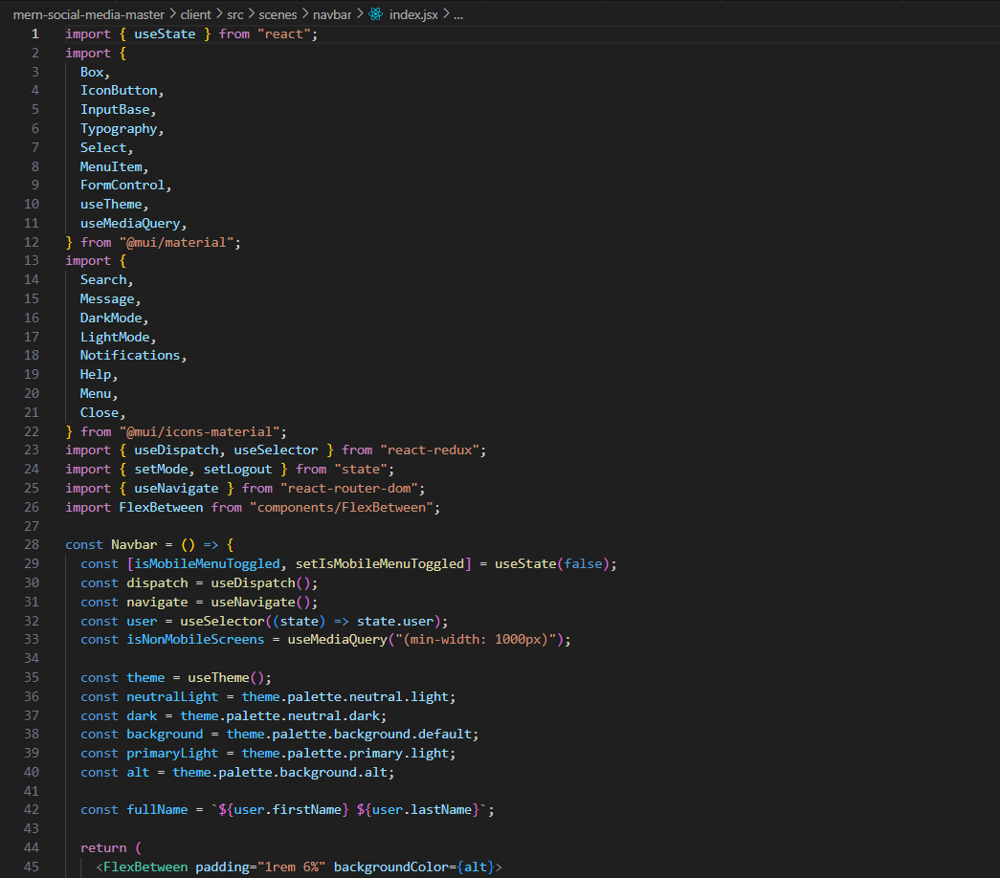 mern-social-media-master > client > src > scenes > navbar > index.jsx > ...
1 import { useState } from "react";
2 import {
3   Box,
4   IconButton,
5   InputBase,
6   Typography,
7   Select,
8   MenuItem,
9   FormControl,
10   useTheme,
11   useMediaQuery,
12 } from "@mui/material";
13 import {
14   Search,
15   Message,
16   DarkMode,
17   LightMode,
18   Notifications,
19   Help,
20   Menu,
21   Close,
22 } from "@mui/icons-material";
23 import { useDispatch, useSelector } from "react-redux";
24 import { setMode, setLogout } from "state";
25 import { useNavigate } from "react-router-dom";
26 import FlexBetween from "components/FlexBetween";
27
28 const Navbar = () => {
29   const [isMobileMenuToggled, setIsMobileMenuToggled] = useState(false);
30   const dispatch = useDispatch();
31   const navigate = useNavigate();
32   const user = useSelector((state) => state.user);
33   const isNonMobileScreens = useMediaQuery("(min-width: 1000px)");
34
35   const theme = useTheme();
36   const neutralLight = theme.palette.neutral.light;
37   const dark = theme.palette.neutral.dark;
38   const background = theme.palette.background.default;
39   const primaryLight = theme.palette.primary.light;
40   const alt = theme.palette.background.alt;
41
42   const fullName = `${user.firstName} ${user.lastName}`;
43
44   return (
45     <FlexBetween padding="1rem 6%" backgroundColor={alt}>